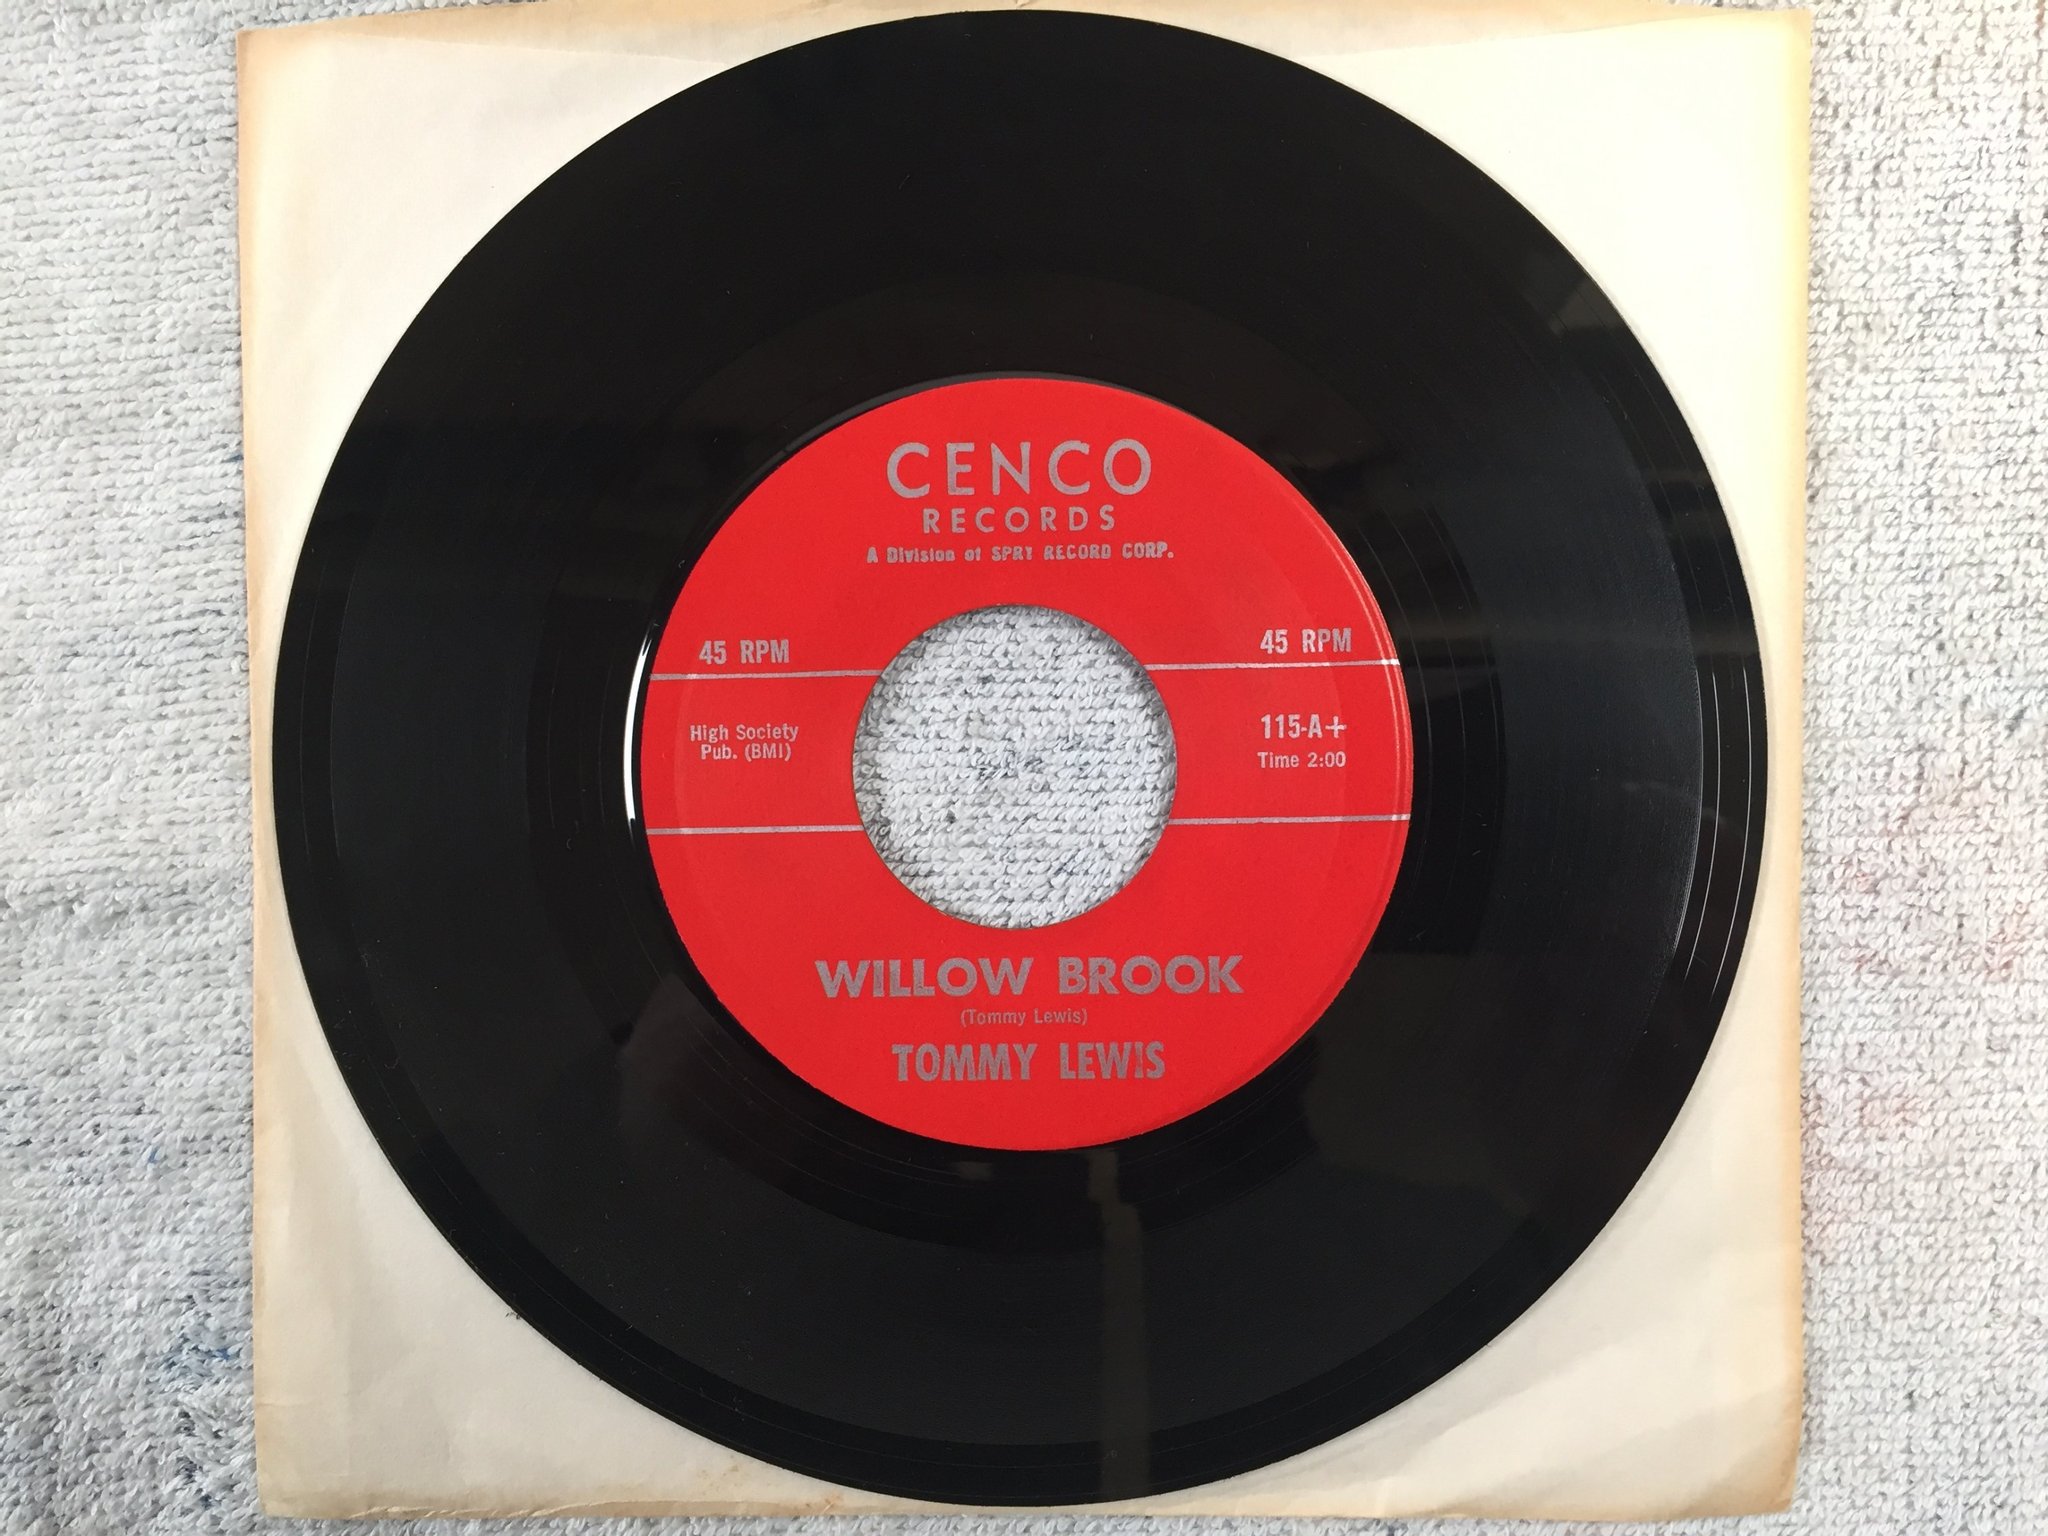 CENCO
RECORDS
A Division of SPRY RECORD CORP.
45 RPM
45 RPM
High Society
Pub. (BMI)
115-A+
Time 2:00
WILLOW BROOK
(Tommy Lewis)
TOMMY LEWIS